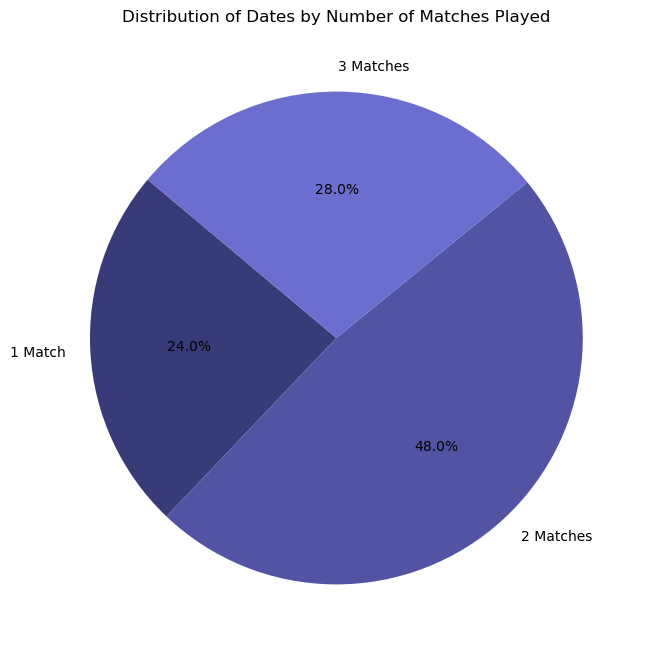 Distribution of Dates by Number of Matches Played
3 Matches
28.0%
1 Match
24.0%
48.0%
2 Matches